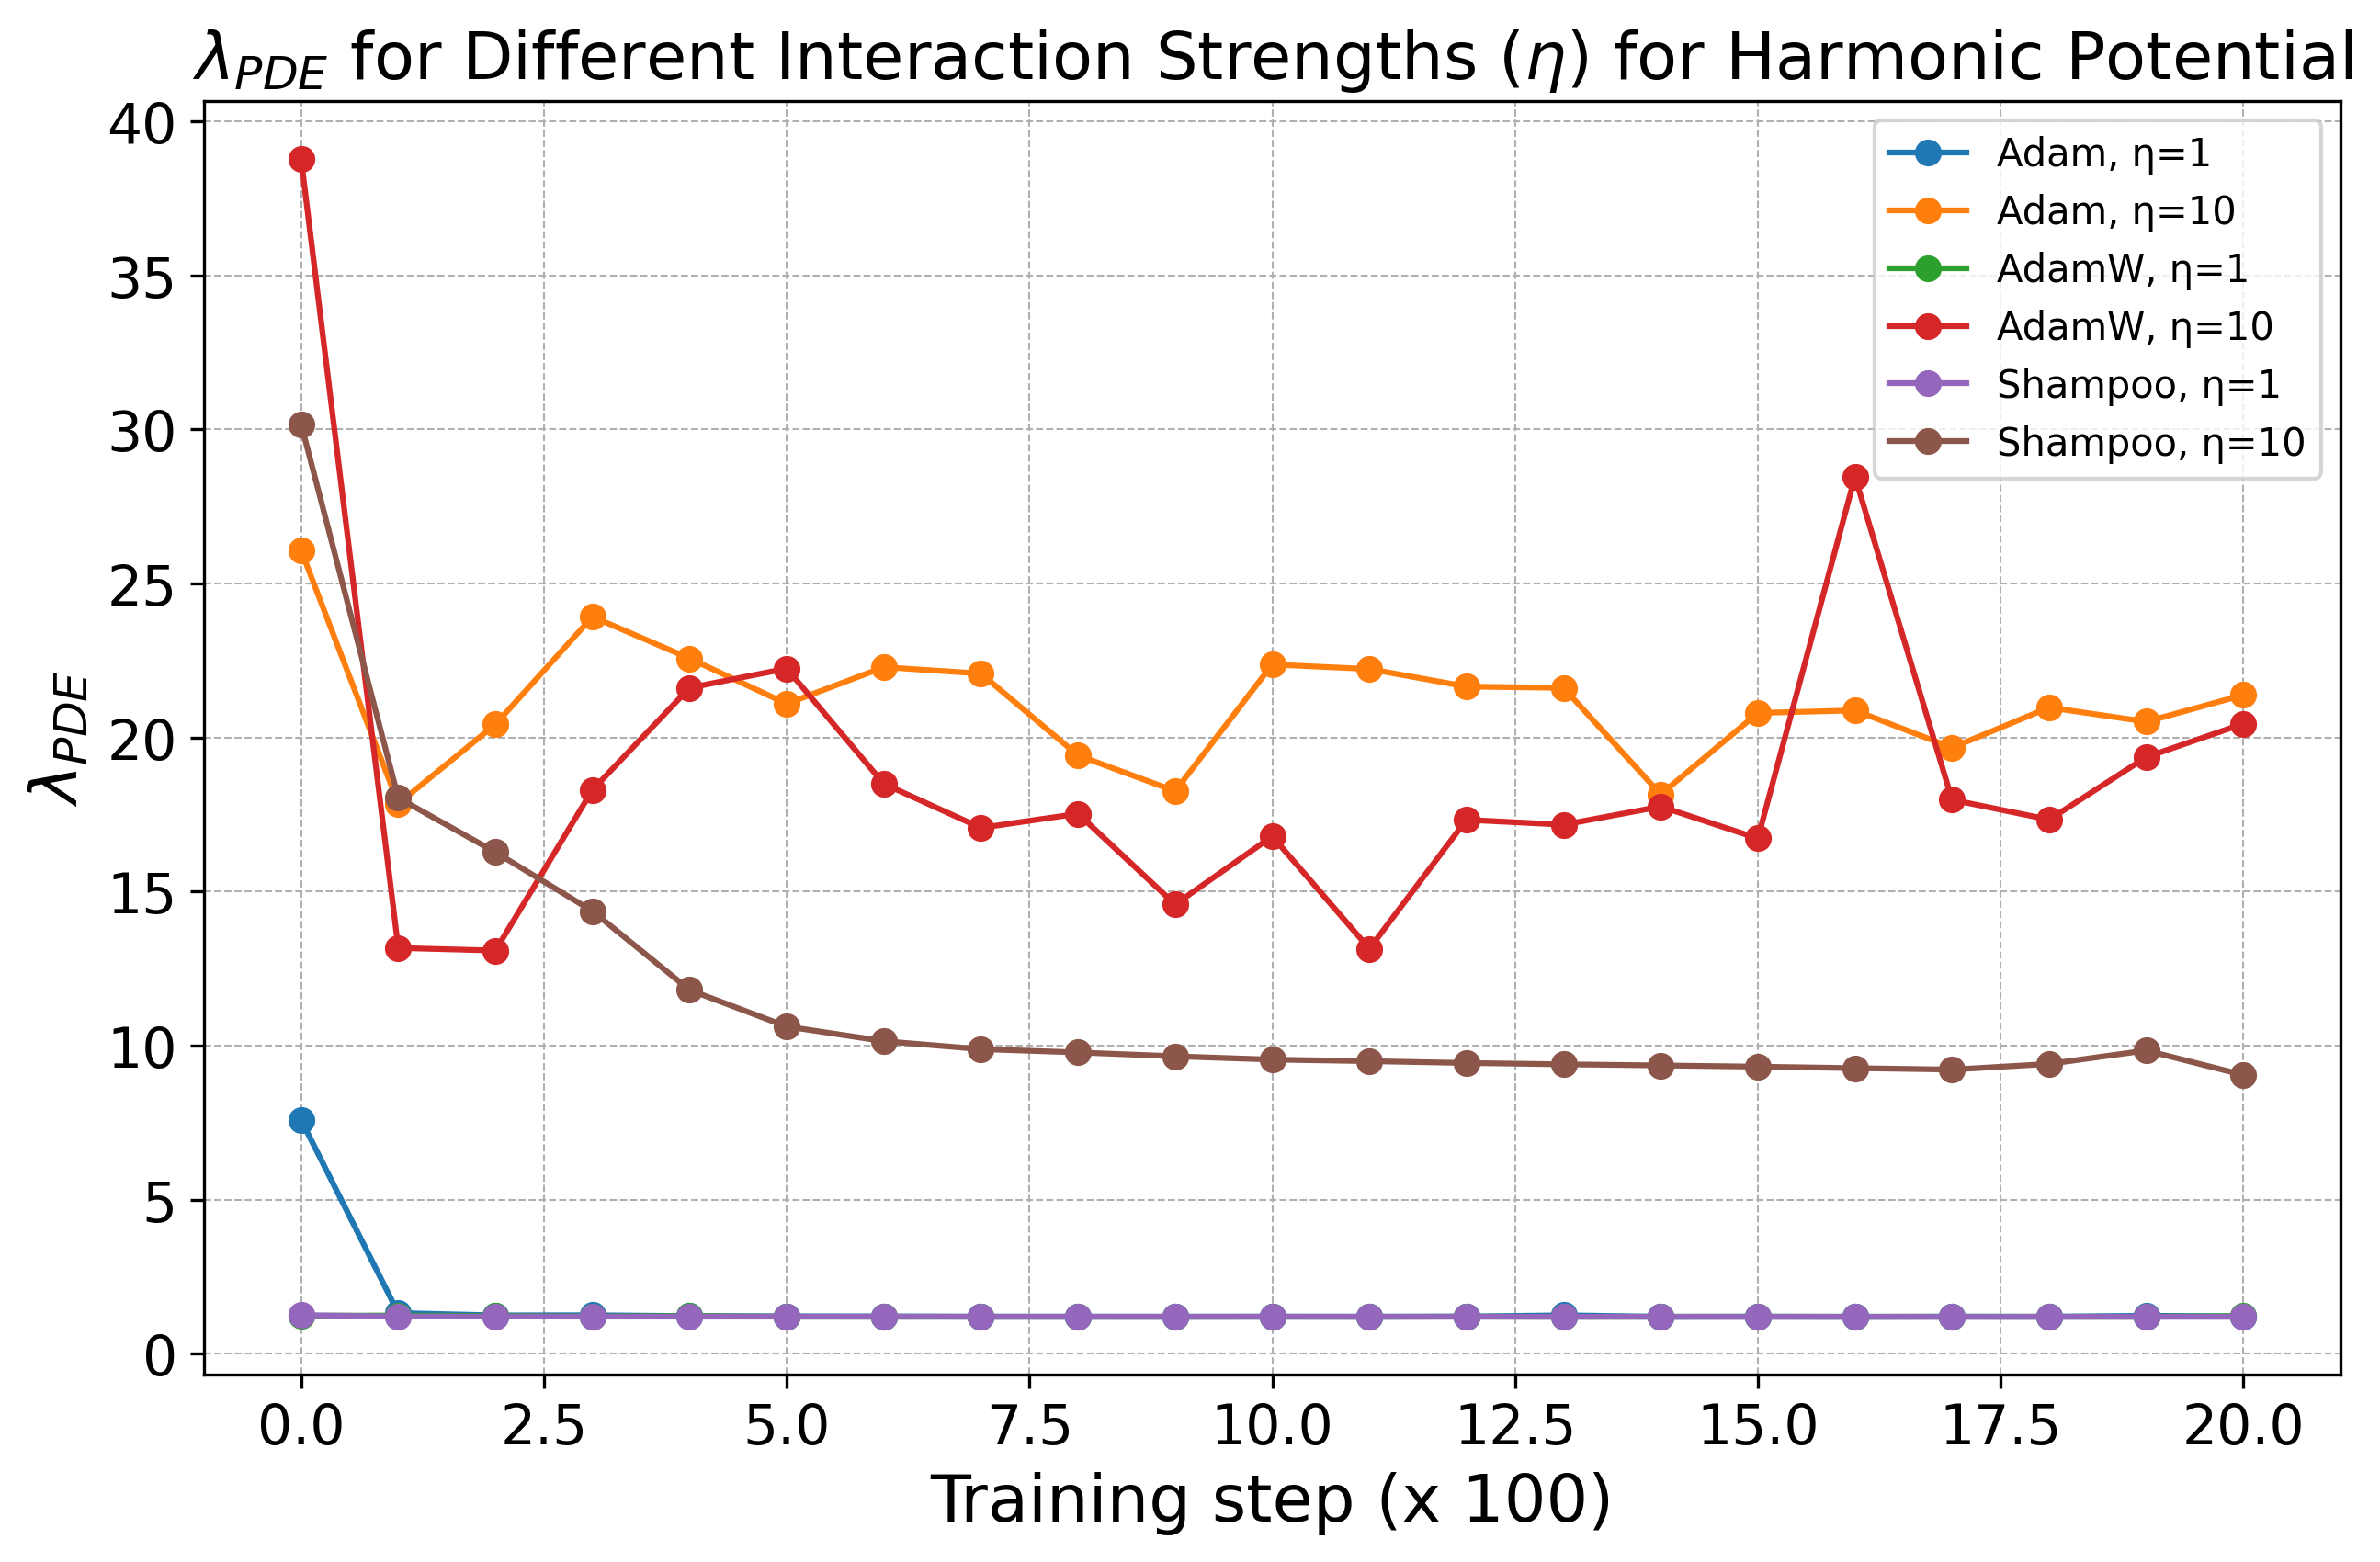 λPDE for Different Interaction Strengths (η) for Harmonic Potential
40
35
30
25
20
15
10
5
0
λPDE
Adam, η=1
Adam, η=10
AdamW, η=1
AdamW, η=10
Shampoo, η=1
Shampoo, η=10
0.0 2.5 5.0 7.5 10.0 12.5 15.0 17.5 20.0
Training step (x 100)